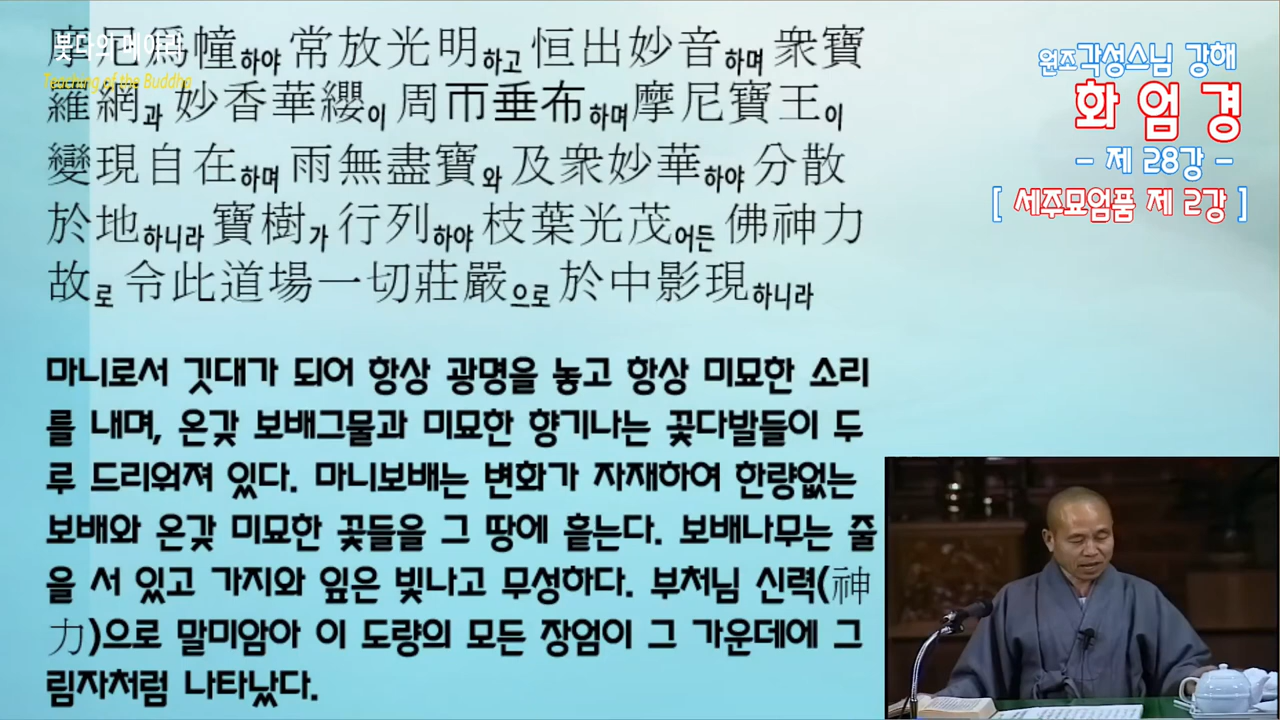 摩尼爲幢하야 常放光明하고 恒出妙音하며 衆寶
羅網과 妙香華纓이 周帀垂布하며 摩尼寶王이
變現自在하며 雨無盡寶와 及衆妙華하야 分散
於地하니라 寶樹가 行列하야 枝葉光茂어든 佛神力
故로 令此道場一切莊嚴으로 於中影現하니라
마니로서 깃대가 되어 항상 광명을 놓고 항상 미묘한 소리
를 내며, 온갖 보배그물과 미묘한 향기나는 꽃다발들이 두
루 드리워져 있다. 마니보배는 변화가 자재하여 한량없는
보배와 온갖 미묘한 꽃들을 그 땅에 흩는다. 보배나무는 줄
을 서 있고 가지와 잎은 빛나고 무성하다. 부처님 신력(神
力)으로 말미암아 이 도량의 모든 장엄이 그 가운데에 그
림자처럼 나타났다.
붓다의 메아리
Teaching of the Buddha
원조각성스님 강해
화엄경
- 제 28강 -
[ 세주묘엄품 제 2강 ]